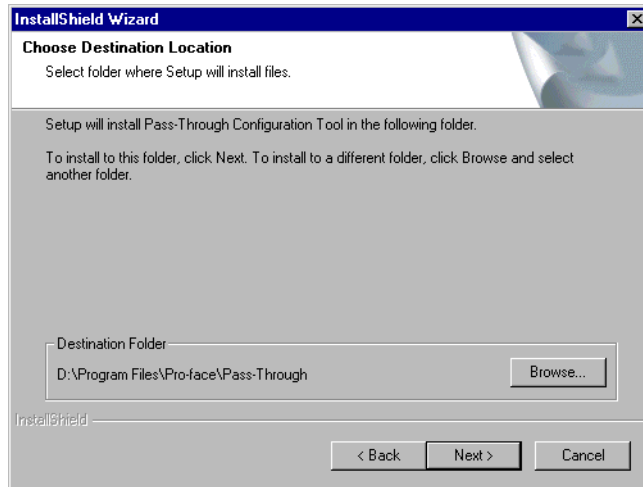 InstallShield Wizard
Choose Destination Location
Select folder where Setup will install files.
Setup will install Pass-Through Configuration Tool in the following folder.
To install to this folder, click Next. To install to a different folder, click Browse and select
another folder.
Destination Folder
D:\Program Files\Pro-face\Pass-Through
Browse...
InstallShield
< Back
Next >
Cancel